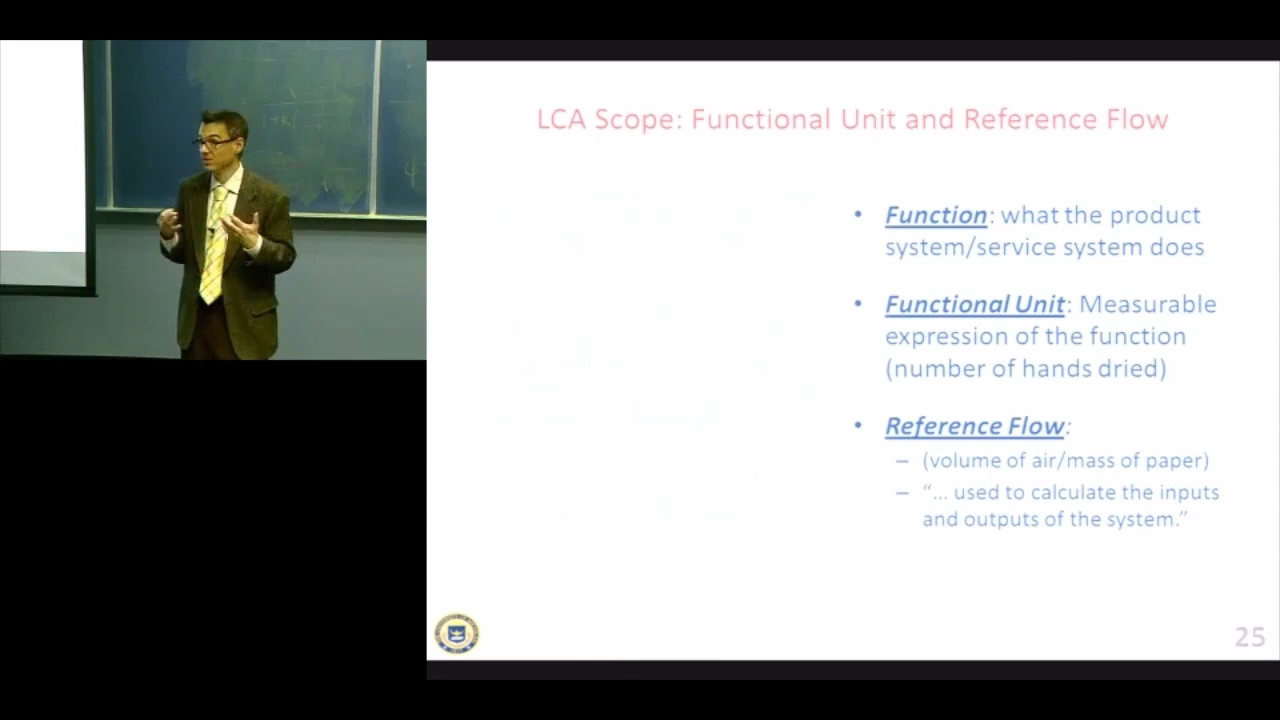 LCA Scope: Functional Unit and Reference Flow
• Function: what the product
system/service system does
• Functional Unit: Measurable
expression of the function
(number of hands dried)
• Reference Flow:
– (volume of air/mass of paper)
– “... used to calculate the inputs
and outputs of the system.”
25